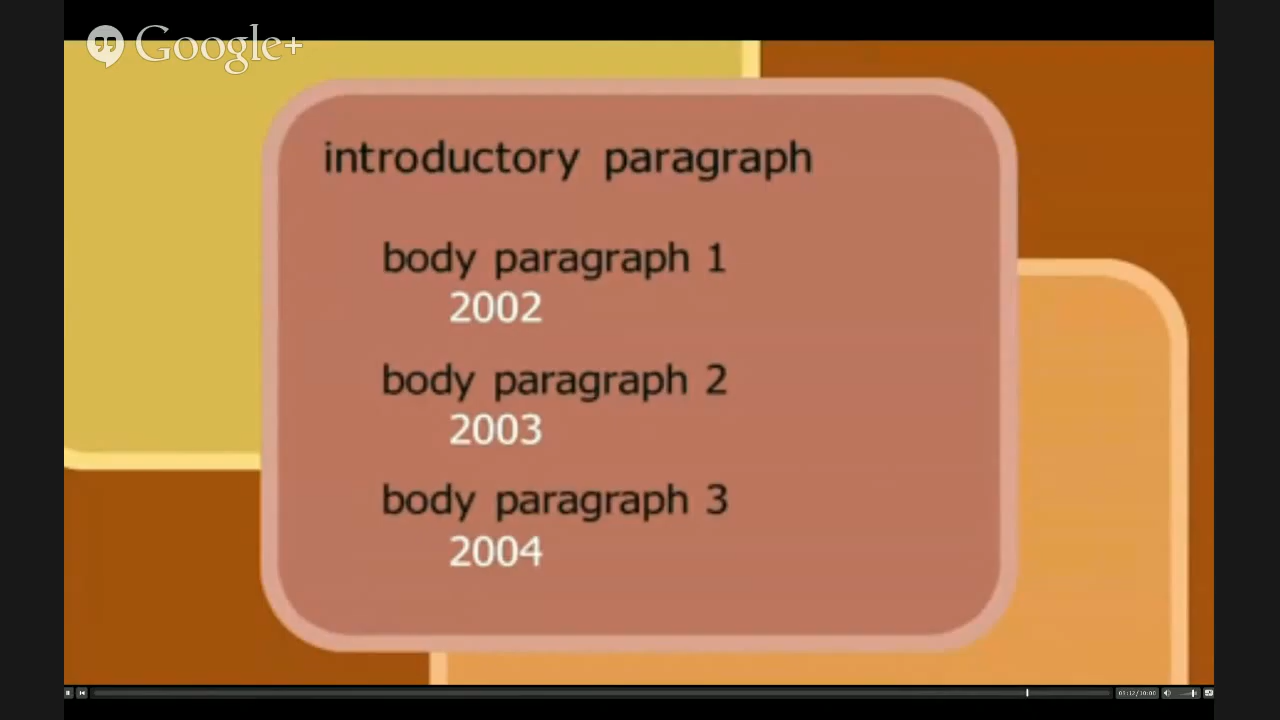 Google+
introductory paragraph
body paragraph 1
2002
body paragraph 2
2003
body paragraph 3
2004